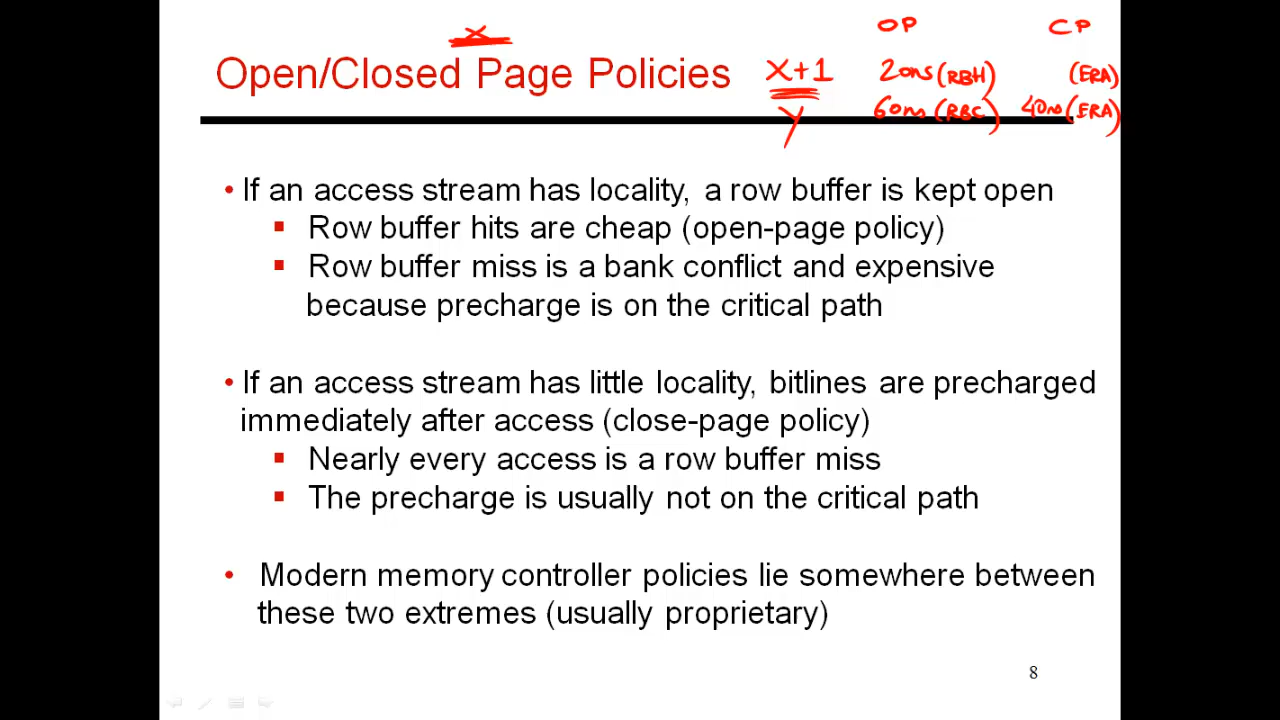 X
OP CP
Open/Closed Page Policies X+1 20ns(RBH) (ERA)
Y 60ns(RBC) 40ns(ERA)
• If an access stream has locality, a row buffer is kept open
▪ Row buffer hits are cheap (open-page policy)
▪ Row buffer miss is a bank conflict and expensive
because precharge is on the critical path
• If an access stream has little locality, bitlines are precharged
immediately after access (close-page policy)
▪ Nearly every access is a row buffer miss
▪ The precharge is usually not on the critical path
• Modern memory controller policies lie somewhere between
these two extremes (usually proprietary)
8